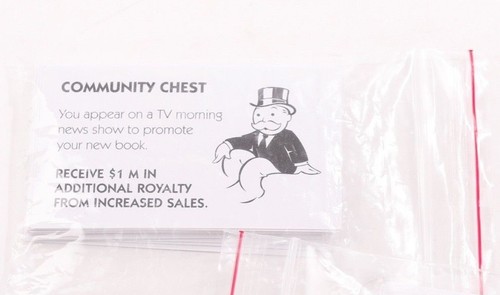 COMMUNITY CHEST
You appear on a TV morning
news show to promote
your new book.
RECEIVE $1 M IN
ADDITIONAL ROYALTY
FROM INCREASED SALES.